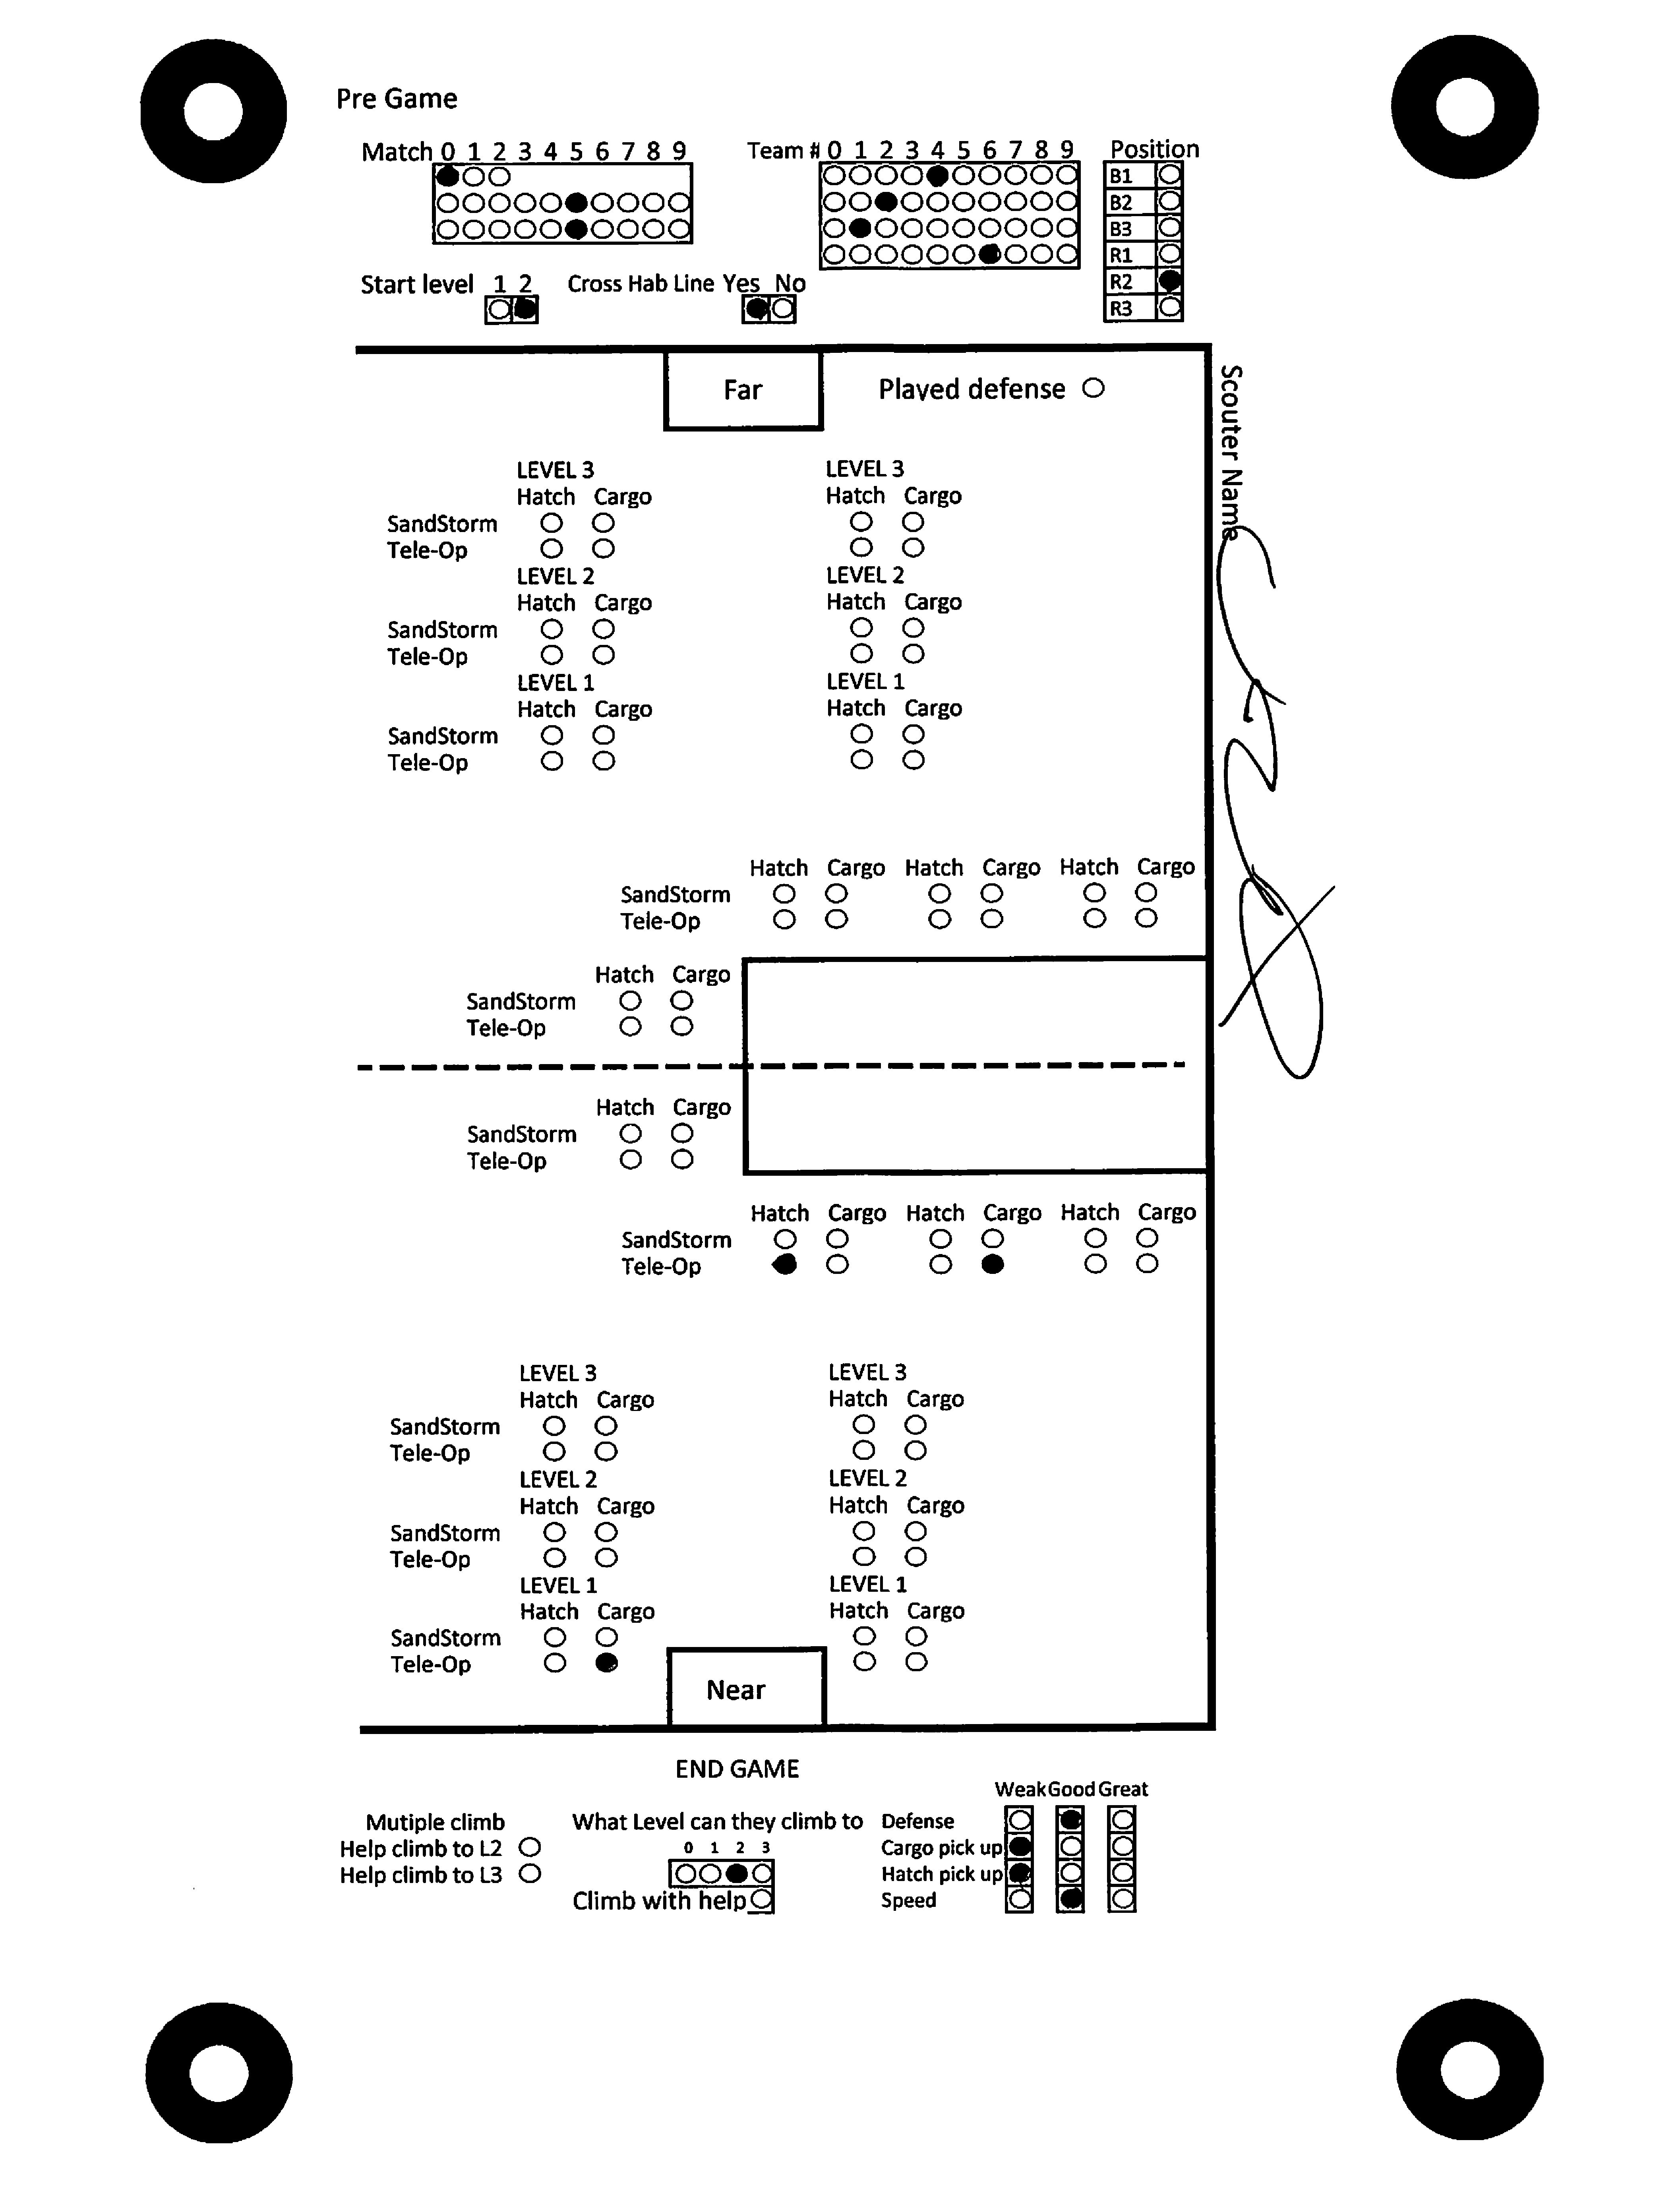 Pre Game
Match 0 1 2 3 4 5 6 7 8 9
Team # 0 1 2 3 4 5 6 7 8 9
Position
B1
B2
B3
R1
R2
R3
Start level 1 2
Cross Hab Line Yes No
Scouter Name
Far
Played defense
LEVEL 3 LEVEL 3
Hatch Cargo Hatch Cargo
SandStorm
Tele-Op
LEVEL 2 LEVEL 2
Hatch Cargo Hatch Cargo
SandStorm
Tele-Op
LEVEL 1 LEVEL 1
Hatch Cargo Hatch Cargo
SandStorm
Tele-Op
Hatch Cargo Hatch Cargo Hatch Cargo
SandStorm
Tele-Op
Hatch Cargo
SandStorm
Tele-Op
Hatch Cargo
SandStorm
Tele-Op
Hatch Cargo Hatch Cargo Hatch Cargo
SandStorm
Tele-Op
LEVEL 3 LEVEL 3
Hatch Cargo Hatch Cargo
SandStorm
Tele-Op
LEVEL 2 LEVEL 2
Hatch Cargo Hatch Cargo
SandStorm
Tele-Op
LEVEL 1 LEVEL 1
Hatch Cargo Hatch Cargo
SandStorm
Tele-Op
Near
END GAME
Mutiple climb
Help climb to L2
Help climb to L3
What Level can they climb to
0 1 2 3
Climb with help
Weak Good Great
Defense
Cargo pick up
Hatch pick up
Speed